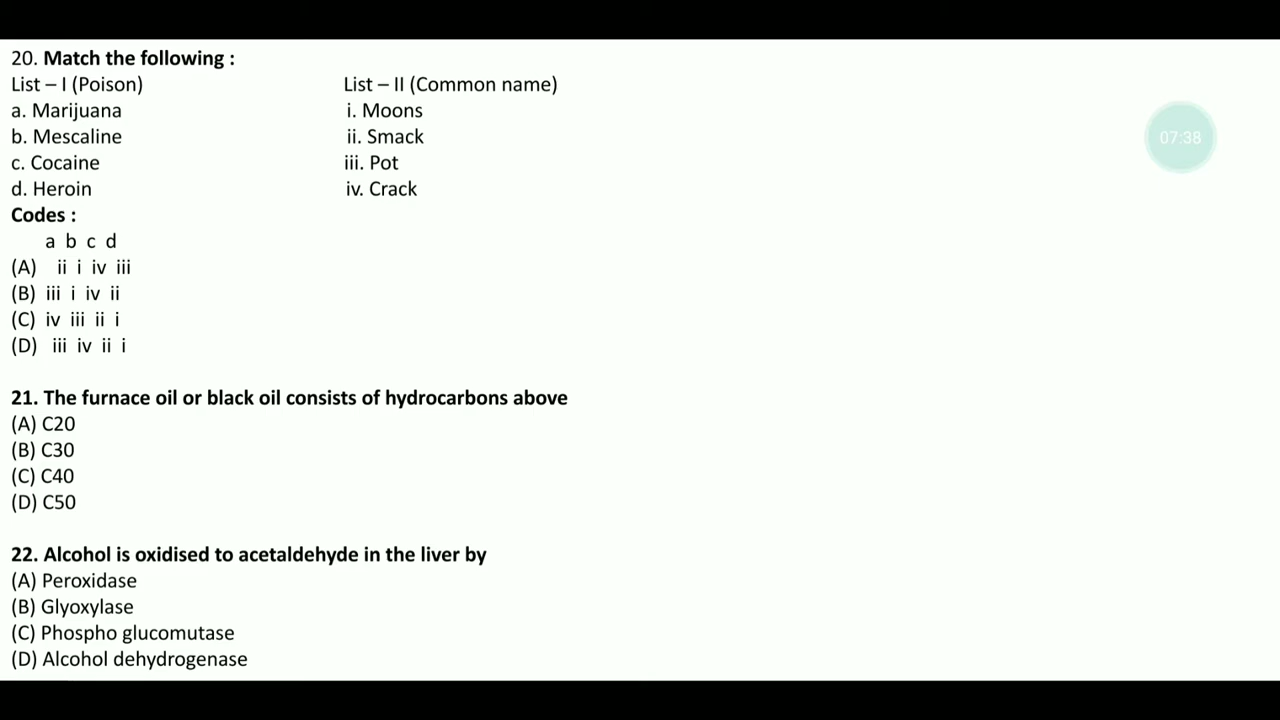 20. Match the following :
List – I (Poison) List – II (Common name)
a. Marijuana i. Moons
b. Mescaline ii. Smack
c. Cocaine iii. Pot
d. Heroin iv. Crack
Codes :
a b c d
(A) ii i iv iii
(B) iii i iv ii
(C) iv iii ii i
(D) iii iv ii i
21. The furnace oil or black oil consists of hydrocarbons above
(A) C20
(B) C30
(C) C40
(D) C50
22. Alcohol is oxidised to acetaldehyde in the liver by
(A) Peroxidase
(B) Glyoxylase
(C) Phospho glucomutase
(D) Alcohol dehydrogenase
07:38